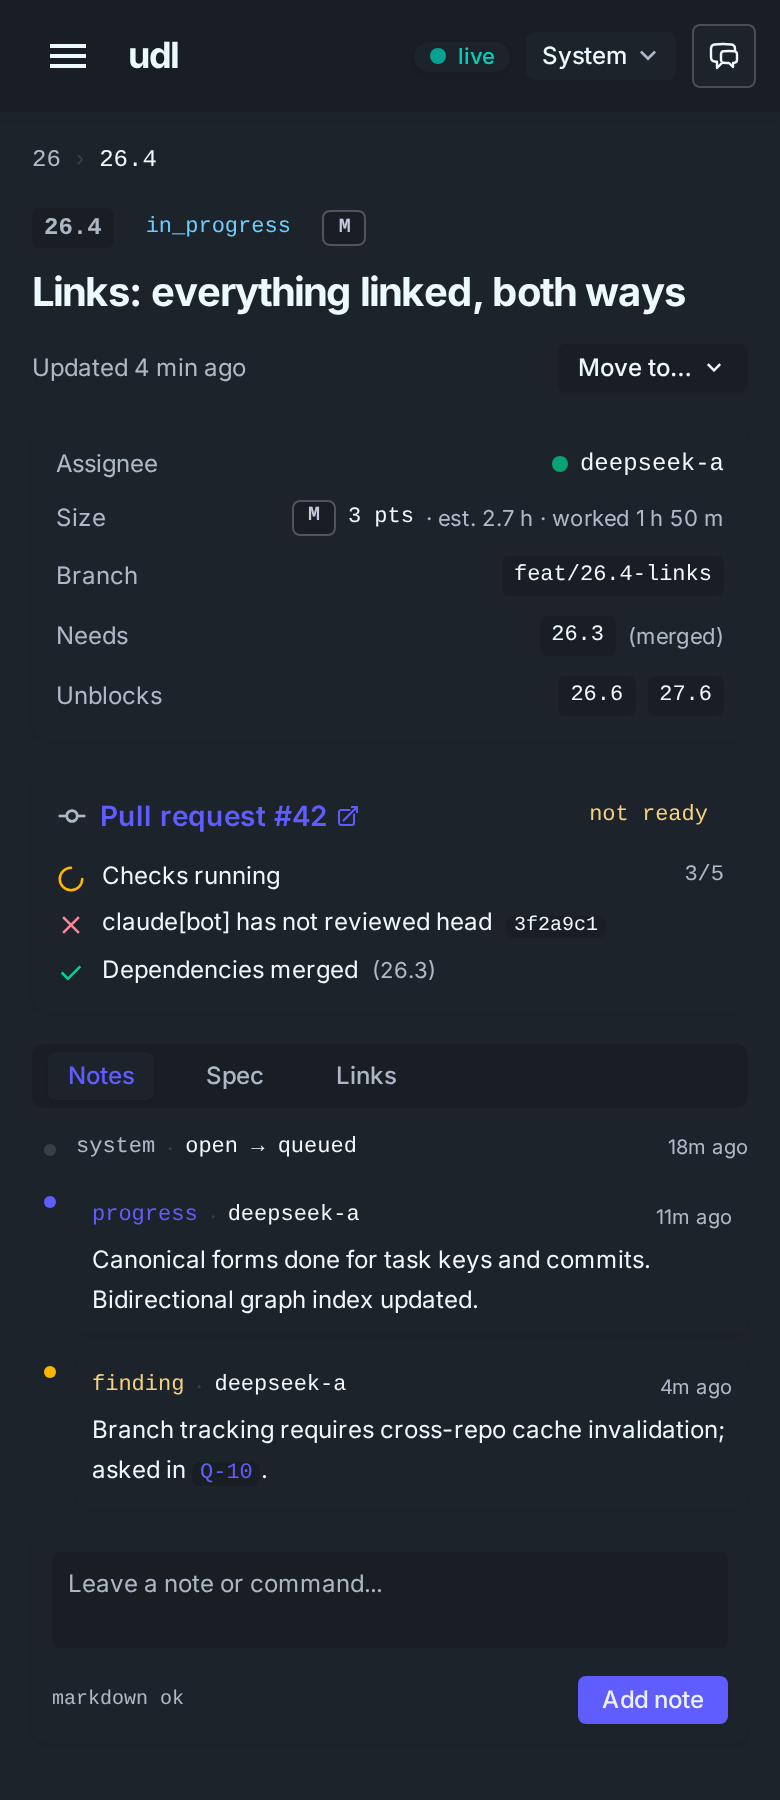 udl live System
26 › 26.4
26.4 in_progress M
Links: everything linked, both ways
Updated 4 min ago Move to...
Assignee deepseek-a
Size M 3 pts · est. 2.7 h · worked 1 h 50 m
Branch feat/26.4-links
Needs 26.3 (merged)
Unblocks 26.6 27.6
Pull request #42 not ready
Checks running 3/5
claude[bot] has not reviewed head 3f2a9c1
Dependencies merged (26.3)
Notes Spec Links
system · open → queued 18m ago
progress · deepseek-a 11m ago
Canonical forms done for task keys and commits.
Bidirectional graph index updated.
finding · deepseek-a 4m ago
Branch tracking requires cross-repo cache invalidation;
asked in Q-10.
Leave a note or command...
markdown ok Add note